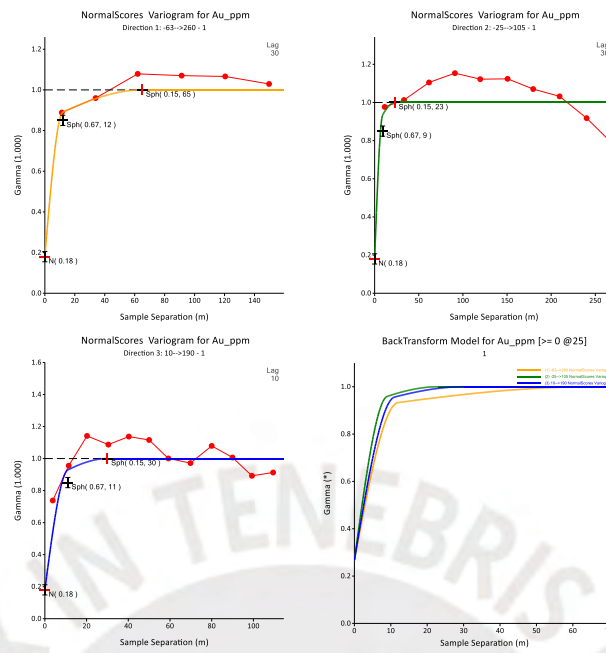 NormalScores Variogram for Au_ppm
Direction 1: -63-->260 - 1
Lag
30
1.2
1.0
0.8
0.6
0.4
0.2
0.0
Gamma (1.000)
Sph( 0.15, 65)
Sph( 0.67, 12)
N( 0.18)
0 20 40 60 80 100 120 140
Sample Separation (m)
NormalScores Variogram for Au_ppm
Direction 2: -25-->105 - 1
1.2
1.0
0.8
0.6
0.4
0.2
0.0
Gamma (1.000)
Sph( 0.15, 23)
Sph( 0.67, 9)
N( 0.18)
0 50 100 150 200 250
Sample Separation (m)
NormalScores Variogram for Au_ppm
Direction 3: 10-->190 - 1
Lag
10
1.6
1.4
1.2
1.0
0.8
0.6
0.4
0.2
0.0
Gamma (1.000)
Sph( 0.15, 30)
Sph( 0.67, 11)
N( 0.18)
0 20 40 60 80 100
Sample Separation (m)
BackTransform Model for Au_ppm [>= 0 @25]
1
1.0
0.8
0.6
0.4
0.2
0.0
Gamma (*)
0 10 20 30 40 50 60
Sample Separation (m)
IN TENEBRIS